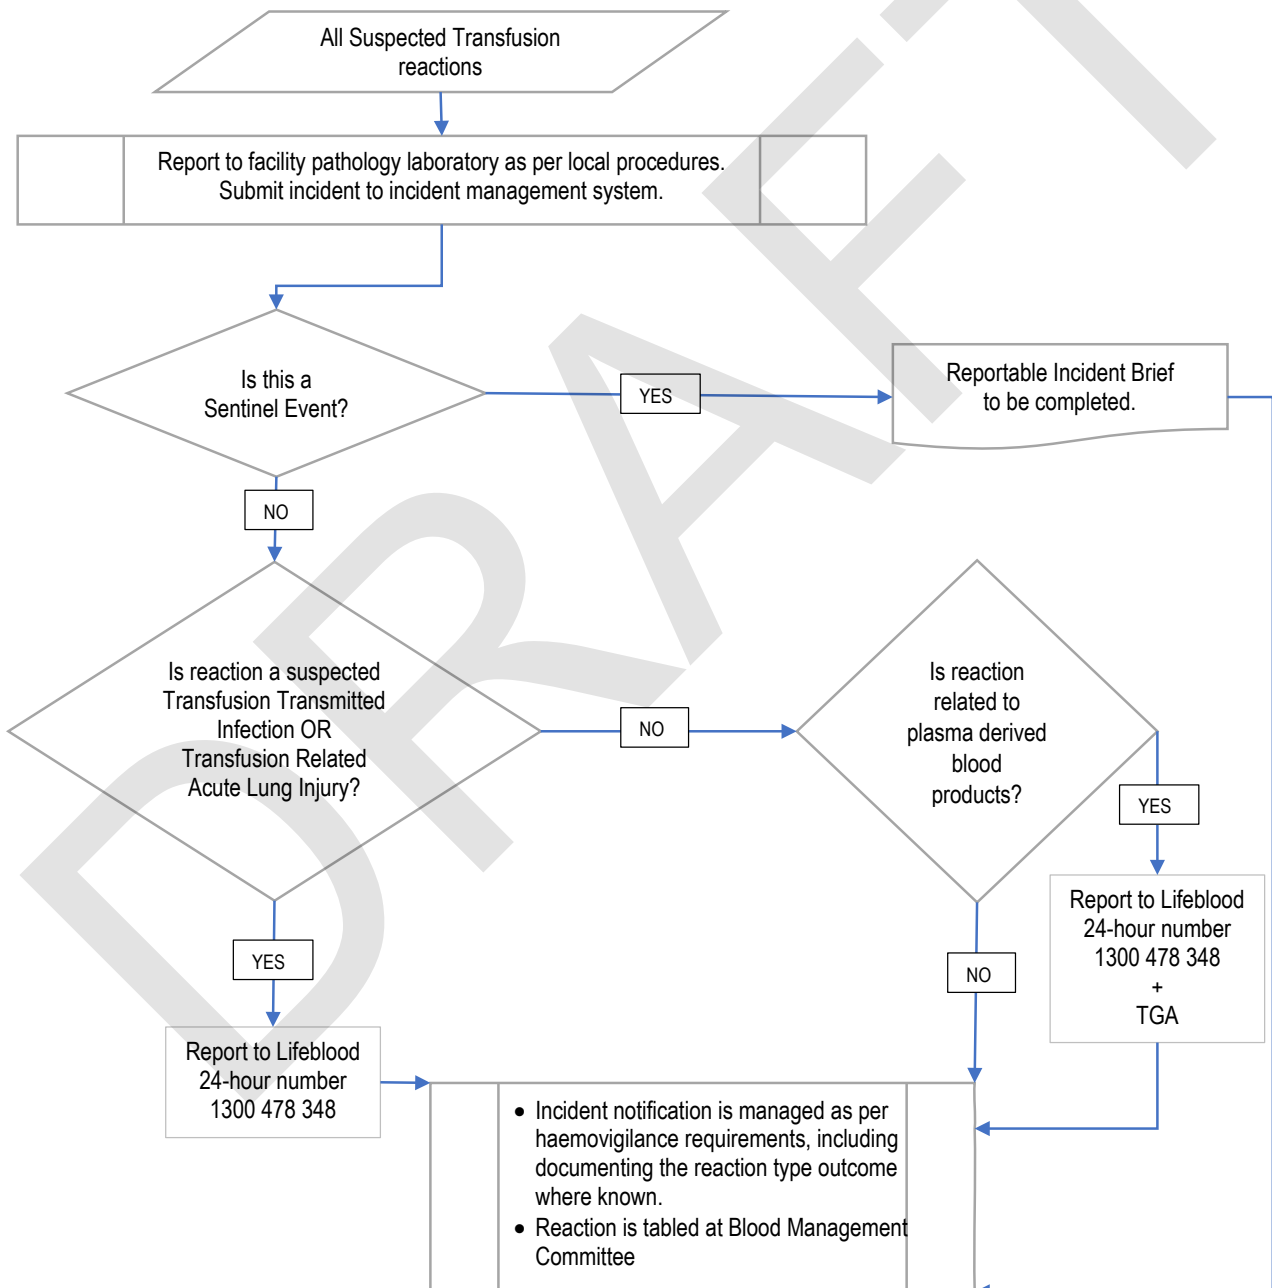 All Suspected Transfusion
reactions
Report to facility pathology laboratory as per local procedures.
Submit incident to incident management system.
Is this a
Sentinel Event?
YES
Reportable Incident Brief
to be completed.
NO
Is reaction a suspected
Transfusion Transmitted
Infection OR
Transfusion Related
Acute Lung Injury?
NO
Is reaction
related to
plasma derived
blood
products?
YES
Report to Lifeblood
24-hour number
1300 478 348
+
TGA
YES
NO
Report to Lifeblood
24-hour number
1300 478 348
• Incident notification is managed as per
haemovigilance requirements, including
documenting the reaction type outcome
where known.
• Reaction is tabled at Blood Management
Committee
DRAFT